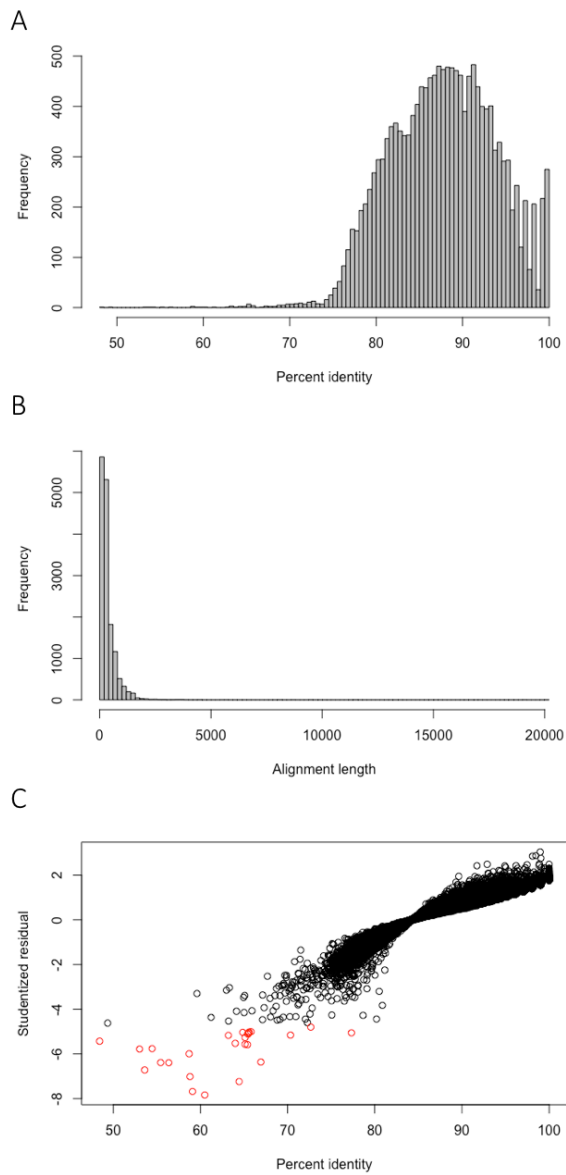 A
Frequency
500
400
300
200
100
0
50 60 70 80 90 100
Percent identity
B
Frequency
5000
3000
1000
0
0 5000 10000 15000 20000
Alignment length
C
Studentized residual
2
0
-2
-4
-6
-8
50 60 70 80 90 100
Percent identity